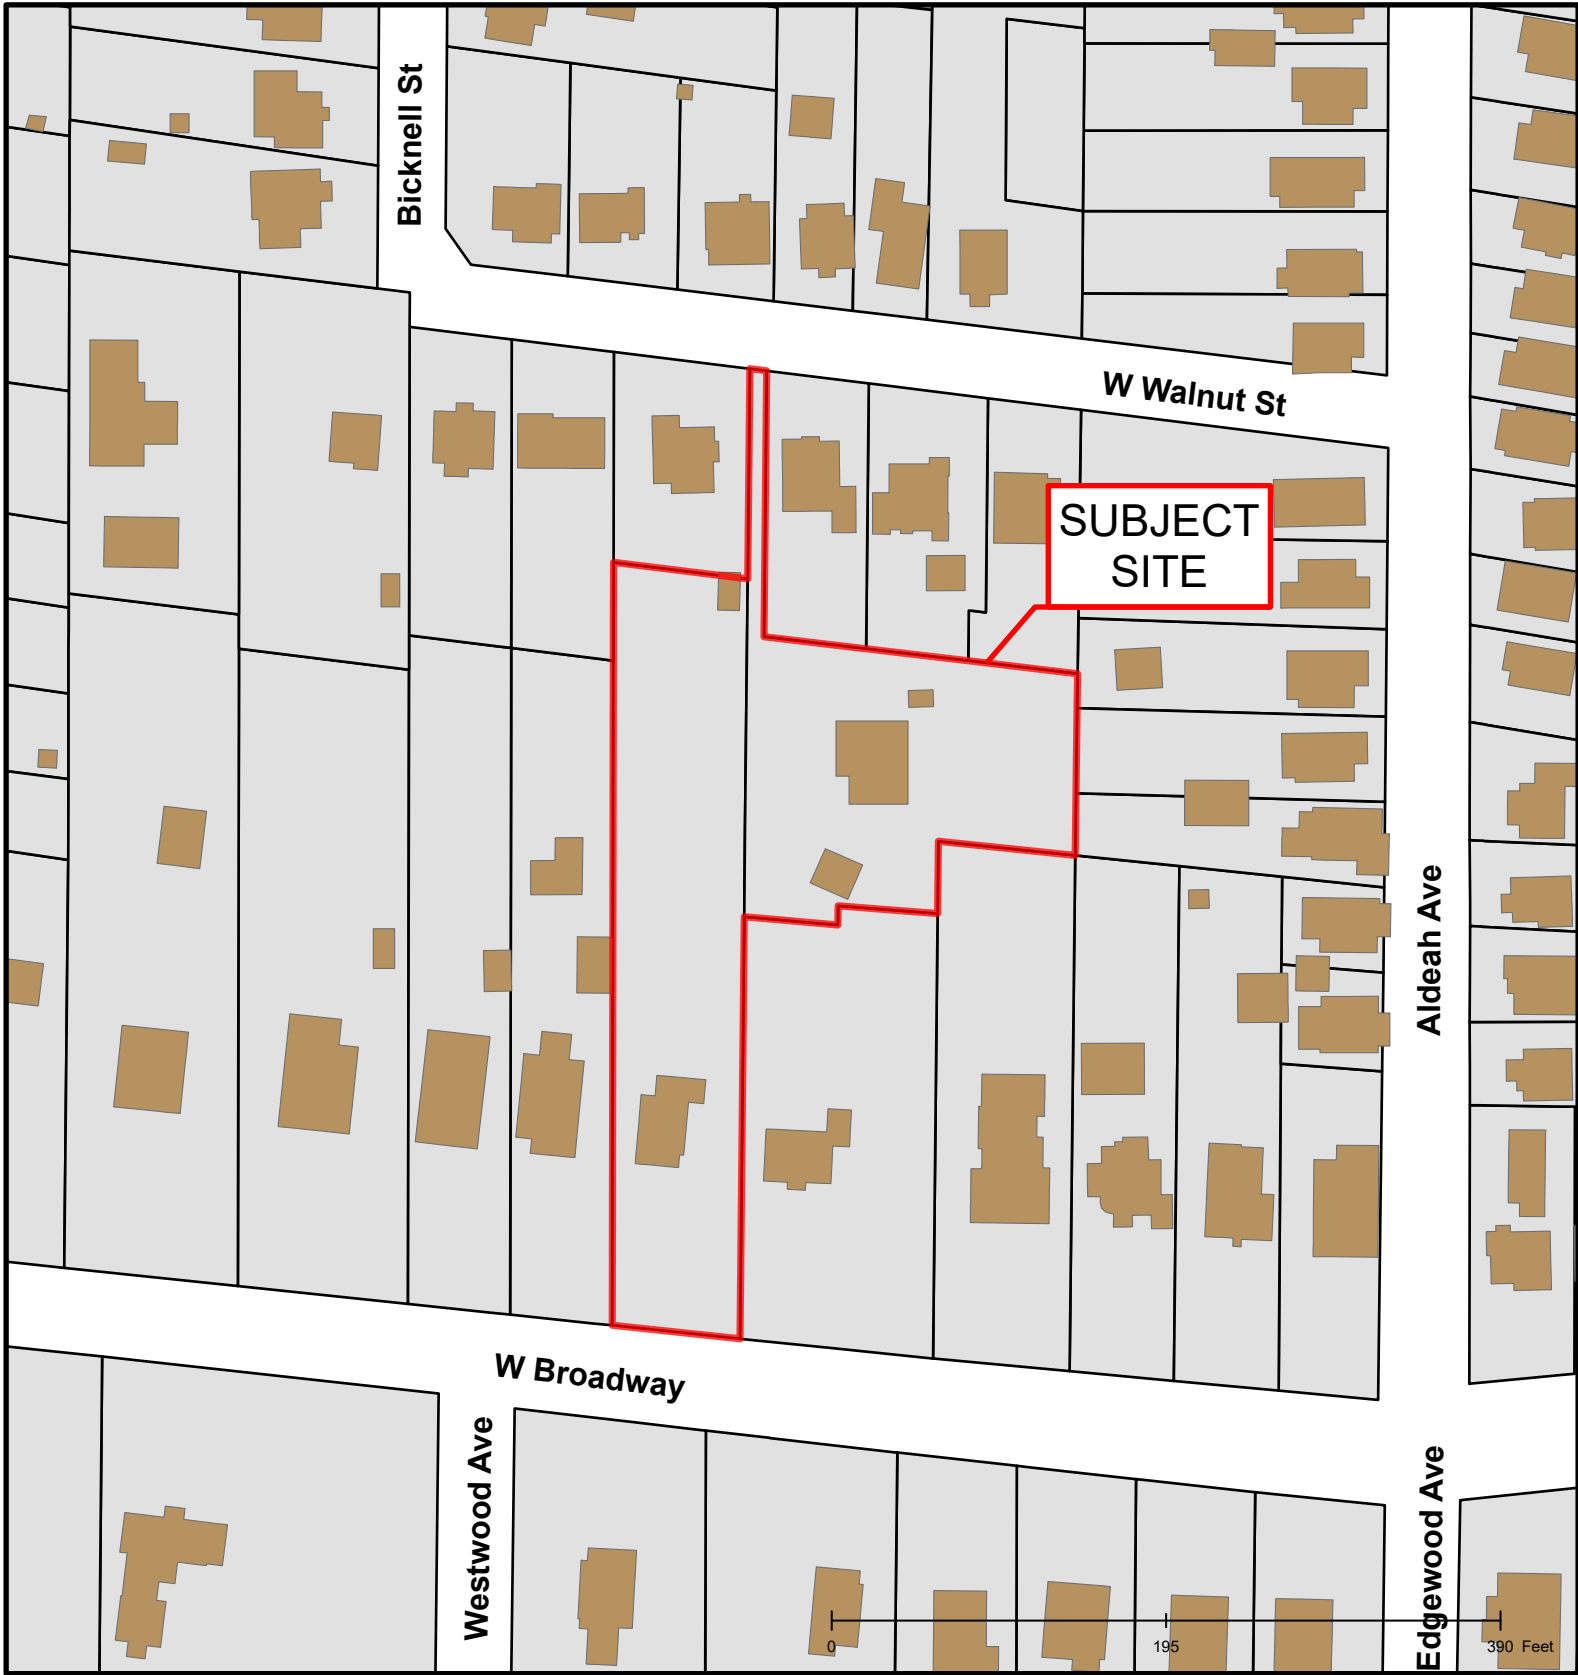 Bicknell St
W Walnut St
SUBJECT
SITE
Aldeah Ave
W Broadway
Westwood Ave
Edgewood Ave
0 195 390 Feet